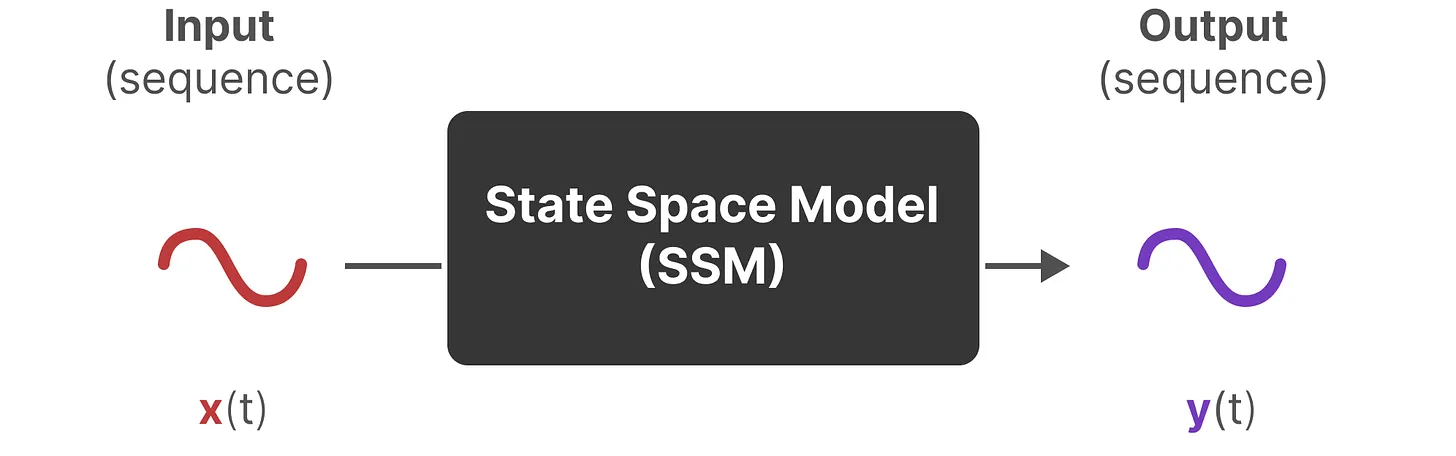 Input
(sequence)
Output
(sequence)
State Space Model
(SSM)
x(t)
y(t)